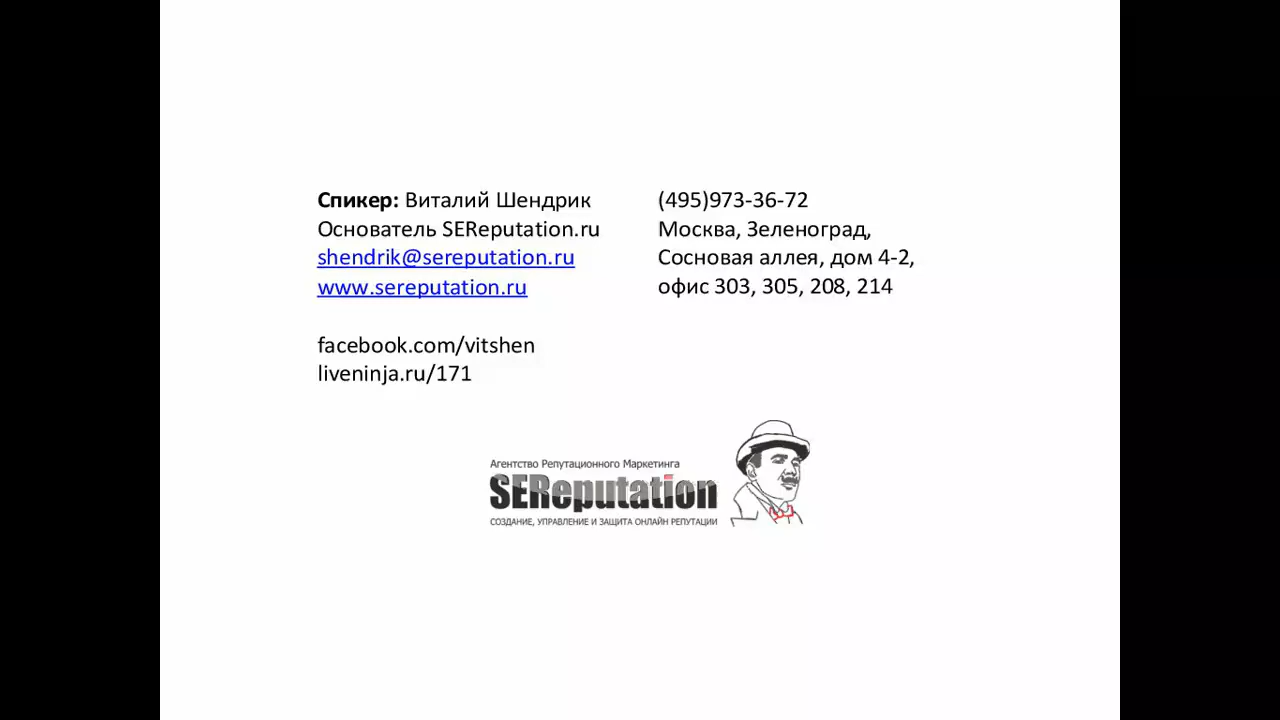 Спикер: Виталий Шендрик
Основатель SEReputation.ru
shendrik@sereputation.ru
www.sereputation.ru
facebook.com/vitshen
liveninja.ru/171
(495)973-36-72
Москва, Зеленоград,
Сосновая аллея, дом 4-2,
офис 303, 305, 208, 214
Агентство Репутационного Маркетинга
SEReputation
СОЗДАНИЕ, УПРАВЛЕНИЕ И ЗАЩИТА ОНЛАЙН РЕПУТАЦИИ